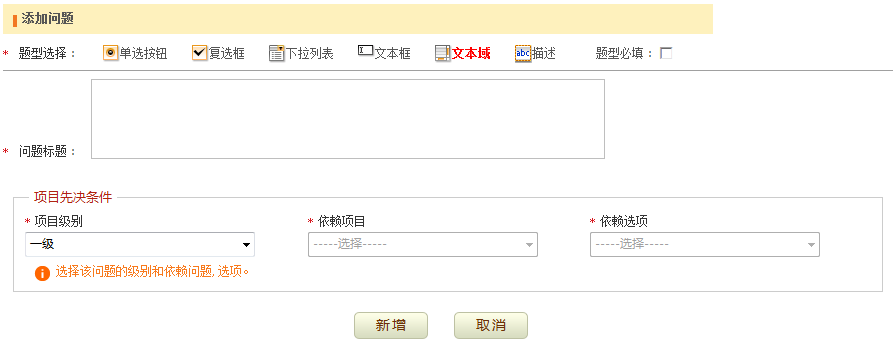 添加问题
* 题型选择： 单选按钮 复选框 下拉列表 文本框 文本域 abc 描述 题型必填：
* 问题标题：
项目先决条件
* 项目级别 * 依赖项目 * 依赖选项
一级 -----选择----- -----选择-----
选择该问题的级别和依赖问题, 选项。
新增 取消